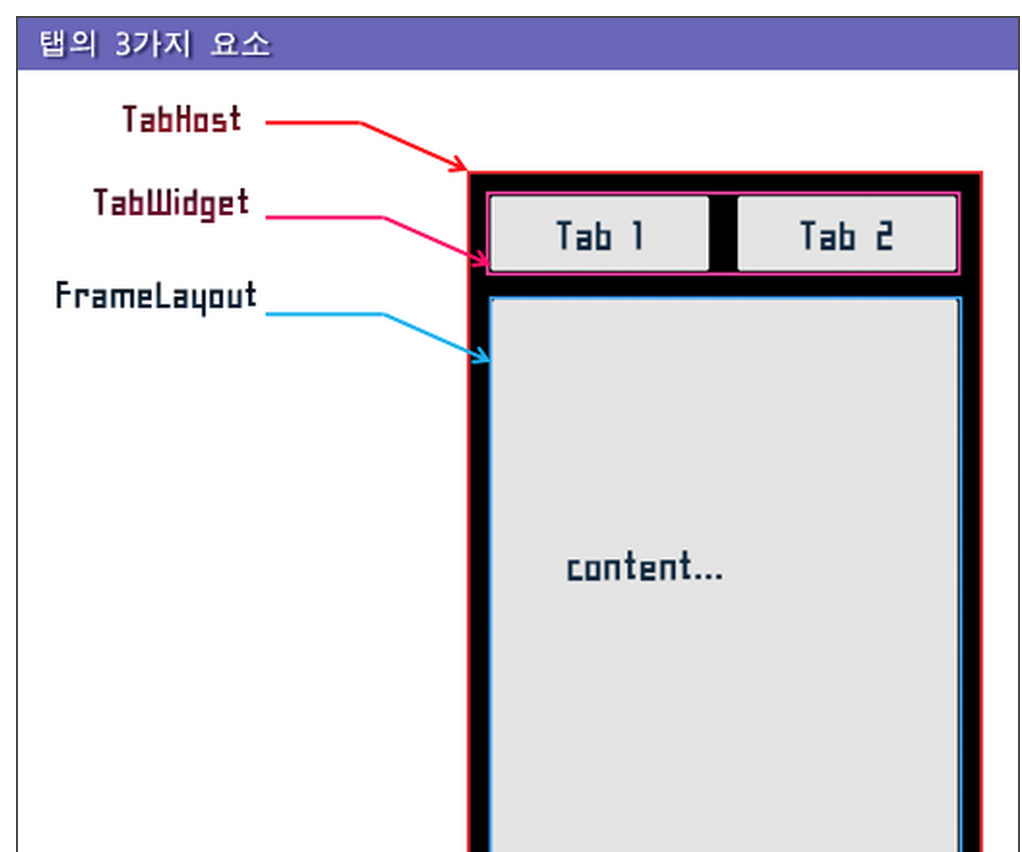 탭의 3가지 요소
TabHost
TabWidget
FrameLayout
Tab 1
Tab 2
content...